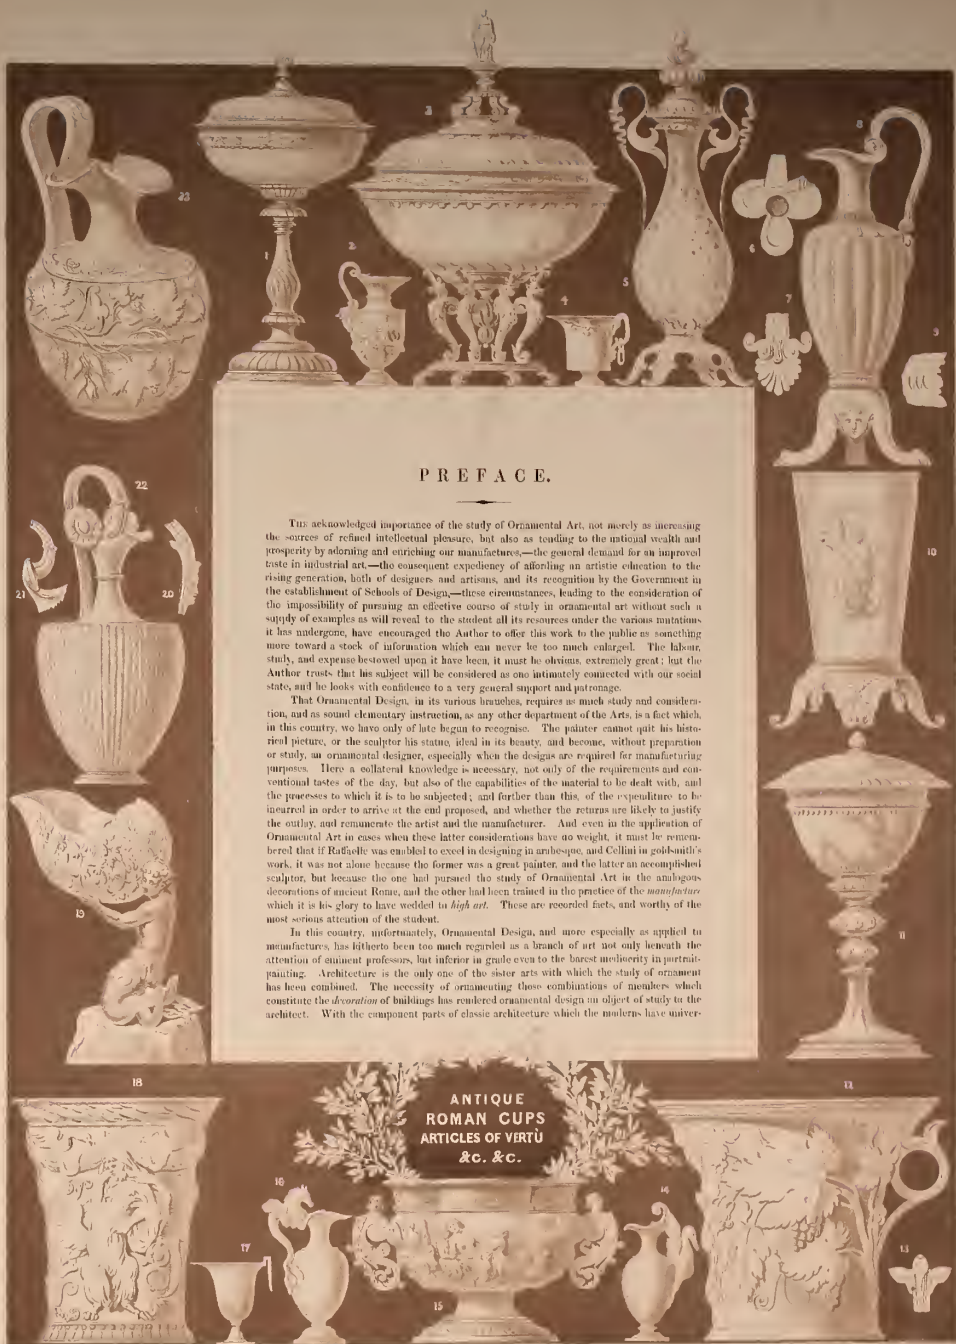 PREFACE.
THE acknowledged importance of the study of Ornamental Art, not merely as increasing
the sources of refined intellectual pleasure, but also as tending to the national wealth and
prosperity by adorning and enriching our manufactures,—the general demand for an improved
taste in industrial art,—the consequent expediency of affording an artistic education to the
rising generation, both of designers and artisans, and its recognition by the Government in
the establishment of Schools of Design,—these circumstances, leading to the consideration of
the impossibility of pursuing an effective course of study in ornamental art without such a
supply of examples as will reveal to the student all its resources under the various mutations
it has undergone, have encouraged the Author to offer this work to the public as something
more toward a stock of information which can never be too much enlarged. The labour,
study, and expense bestowed upon it have been, it must be obvious, extremely great; but the
Author trusts that his subject will be considered as one intimately connected with our social
state, and he looks with confidence to a very general support and patronage.
That Ornamental Design, in its various branches, requires as much study and considera-
tion, and as sound elementary instruction, as any other department of the Arts, is a fact which,
in this country, we have only of late begun to recognise. The painter cannot quit his histo-
rical picture, or the sculptor his statue, ideal in its beauty, and become, without preparation
or study, an ornamental designer, especially when the designs are required for manufacturing
purposes. Here a collateral knowledge is necessary, not only of the requirements and con-
ventional tastes of the day, but also of the capabilities of the material to be dealt with, and
the processes to which it is to be subjected; and further than this, of the expenditure to be
incurred in order to arrive at the end proposed, and whether the returns are likely to justify
the outlay, and remunerate the artist and the manufacturer. And even in the application of
Ornamental Art in cases when these latter considerations have no weight, it must be remem-
bered that if Raffaelle was enabled to excel in designing in arabesque, and Cellini in goldsmith's
work, it was not alone because the former was a great painter, and the latter an accomplished
sculptor, but because the one had pursued the study of Ornamental Art in the analogous
decorations of ancient Rome, and the other had been trained in the practice of the manufacture
which it is his glory to have wedded to high art. These are recorded facts, and worthy of the
most serious attention of the student.
In this country, unfortunately, Ornamental Design, and more especially as applied to
manufactures, has hitherto been too much regarded as a branch of art not only beneath the
attention of eminent professors, but inferior in grade even to the barest mediocrity in portrait-
painting. Architecture is the only one of the sister arts with which the study of ornament
has been combined. The necessity of ornamenting those combinations of members which
constitute the decoration of buildings has rendered ornamental design an object of study to the
architect. With the component parts of classic architecture which the moderns have univer-
ANTIQUE
ROMAN CUPS
ARTICLES OF VERTÙ
&c. &c.
1
2
3
4
5
6
7
8
9
10
10
11
12
13
14
15
16
17
18
19
20
21
22
23